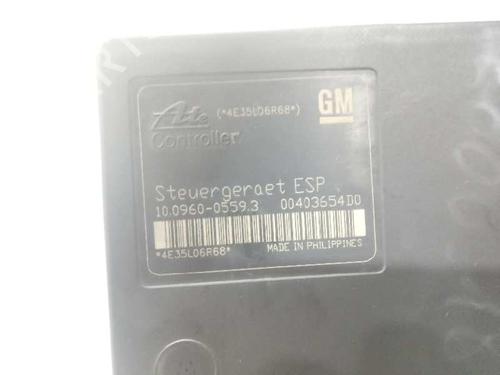 Ate (*4E35L06R68*) GM
Controller
Steuergeraet ESP
10.0960-0559.3 00403654D0
*4E35L06R68* MADE IN PHILIPPINES